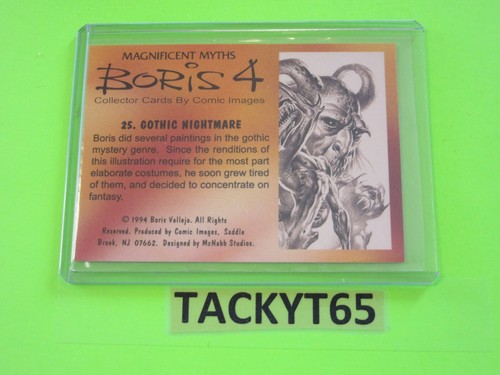 MAGNIFICENT MYTHS
BORIS 4
Collector Cards By Comic Images
25. GOTHIC NIGHTMARE
Boris did several paintings in the gothic
mystery genre. Since the renditions of
this illustration require for the most part
elaborate costumes, he soon grew tired
of them, and decided to concentrate on
fantasy.
© 1994 Boris Vallejo. All Rights
Reserved. Produced by Comic Images, Saddle
Brook, NJ 07662. Designed by McNabb Studios.
TACKYT65